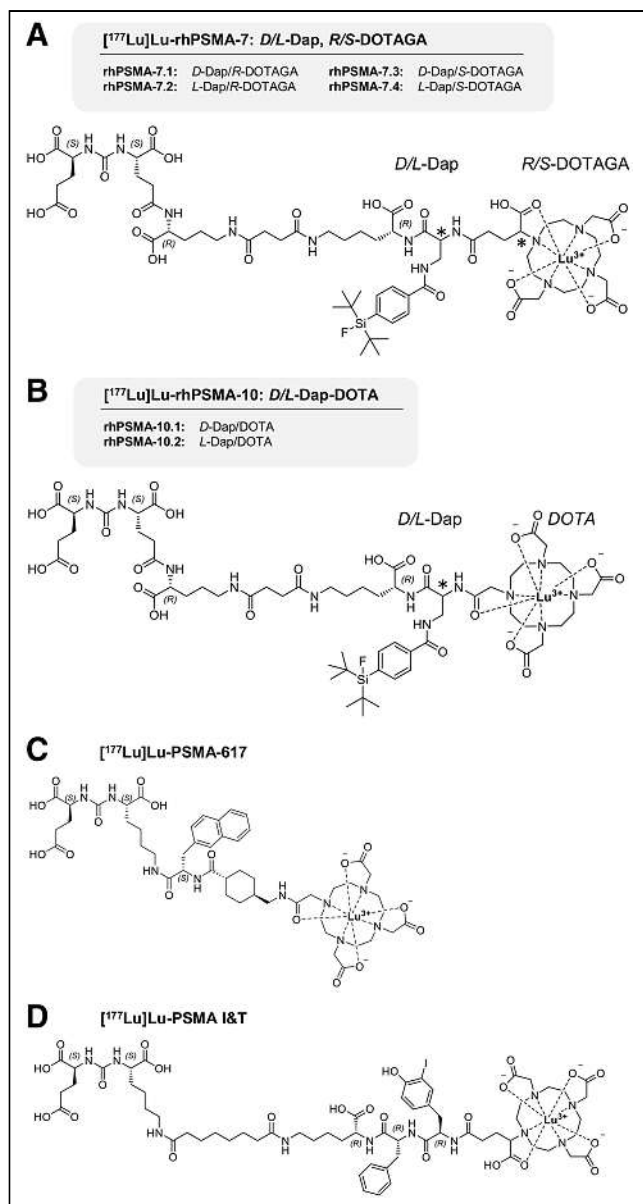 A
[¹⁷⁷Lu]Lu-rhPSMA-7: D/L-Dap, R/S-DOTAGA
rhPSMA-7.1: D-Dap/R-DOTAGA rhPSMA-7.3: D-Dap/S-DOTAGA
rhPSMA-7.2: L-Dap/R-DOTAGA rhPSMA-7.4: L-Dap/S-DOTAGA
D/L-Dap R/S-DOTAGA
B
[¹⁷⁷Lu]Lu-rhPSMA-10: D/L-Dap-DOTA
rhPSMA-10.1: D-Dap/DOTA
rhPSMA-10.2: L-Dap/DOTA
D/L-Dap DOTA
C
[¹⁷⁷Lu]Lu-PSMA-617
D
[¹⁷⁷Lu]Lu-PSMA I&T